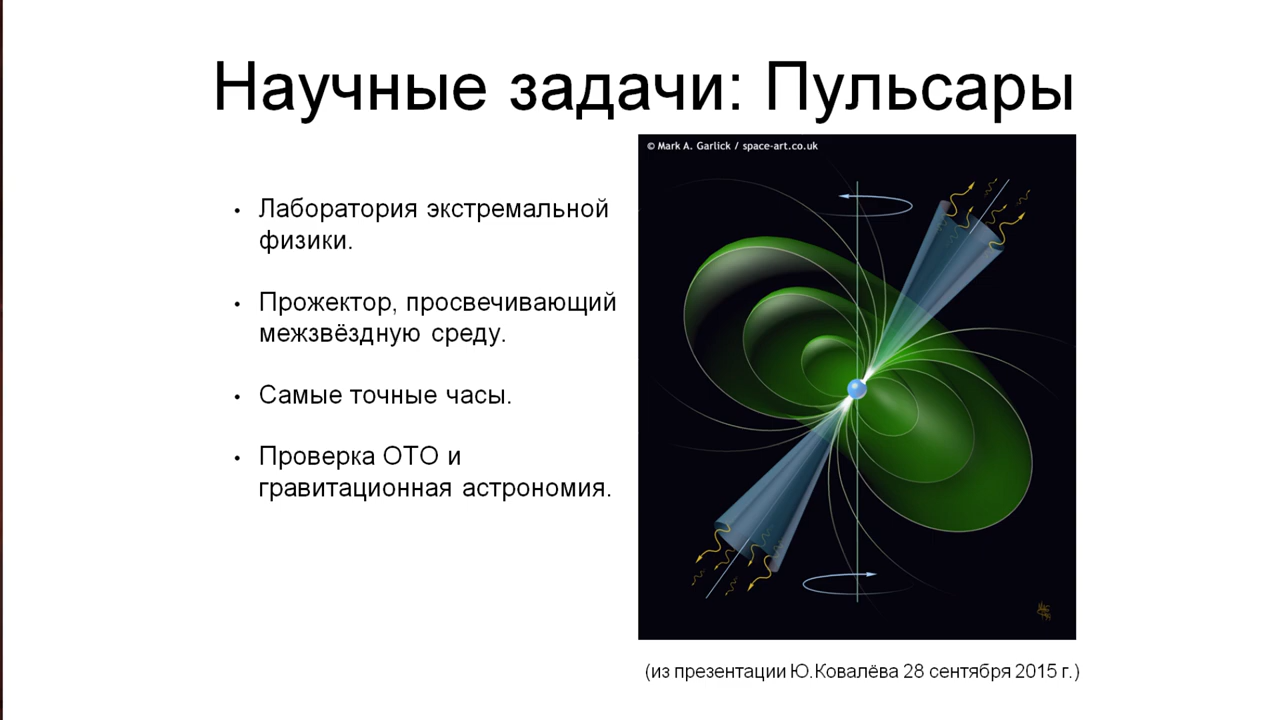 Научные задачи: Пульсары
© Mark A. Garlick / space-art.co.uk
• Лаборатория экстремальной
физики.
• Прожектор, просвечивающий
межзвёздную среду.
• Самые точные часы.
• Проверка ОТО и
гравитационная астрономия.
(из презентации Ю.Ковалёва 28 сентября 2015 г.)